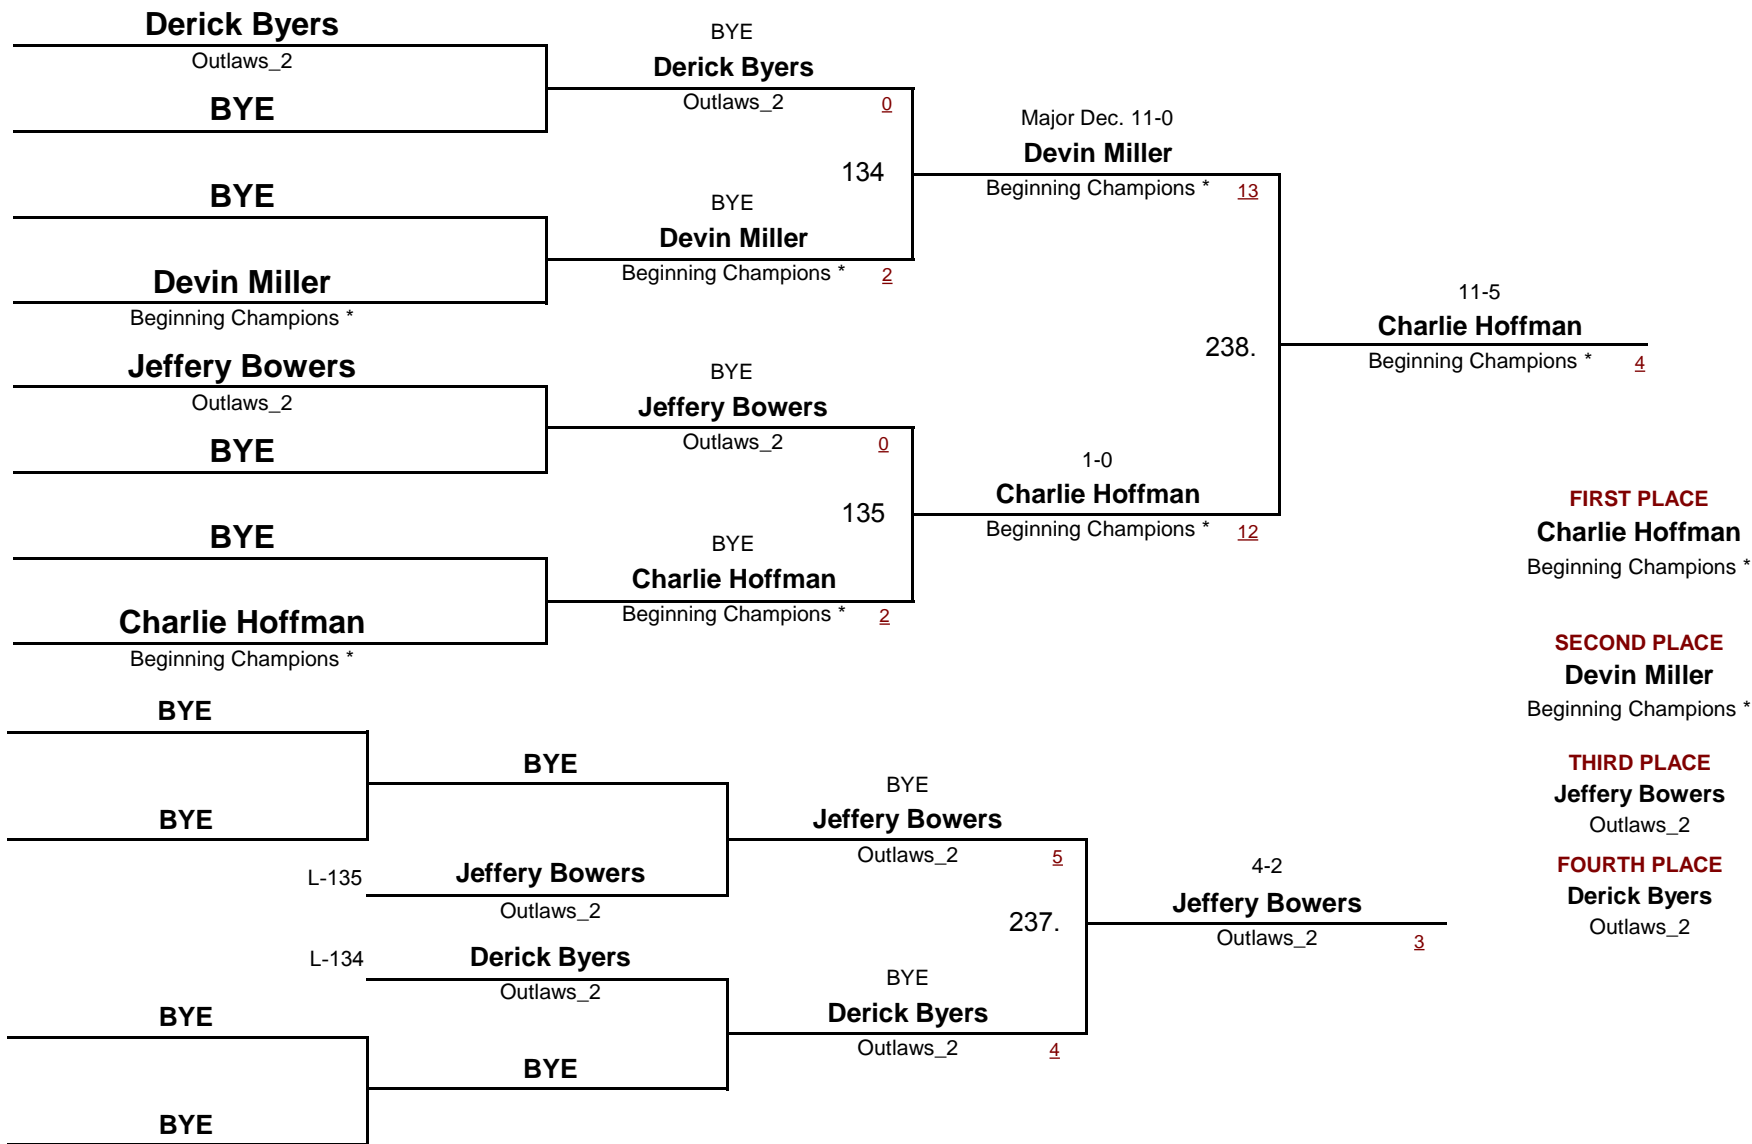 Derick Byers
Outlaws_2
BYE
BYE
Devin Miller
Beginning Champions *
Jeffery Bowers
Outlaws_2
BYE
BYE
Charlie Hoffman
Beginning Champions *
BYE
Derick Byers
Outlaws_2 0
134
BYE
Devin Miller
Beginning Champions * 2
BYE
Jeffery Bowers
Outlaws_2 0
135
BYE
Charlie Hoffman
Beginning Champions * 2
Major Dec. 11-0
Devin Miller
Beginning Champions * 13
238.
1-0
Charlie Hoffman
Beginning Champions * 12
11-5
Charlie Hoffman
Beginning Champions * 4
FIRST PLACE
Charlie Hoffman
Beginning Champions *
SECOND PLACE
Devin Miller
Beginning Champions *
THIRD PLACE
Jeffery Bowers
Outlaws_2
FOURTH PLACE
Derick Byers
Outlaws_2
BYE
BYE
BYE
L-135 Jeffery Bowers
Outlaws_2
L-134 Derick Byers
Outlaws_2
BYE
BYE
BYE
BYE
Jeffery Bowers
Outlaws_2 5
237.
BYE
Derick Byers
Outlaws_2 4
4-2
Jeffery Bowers
Outlaws_2 3